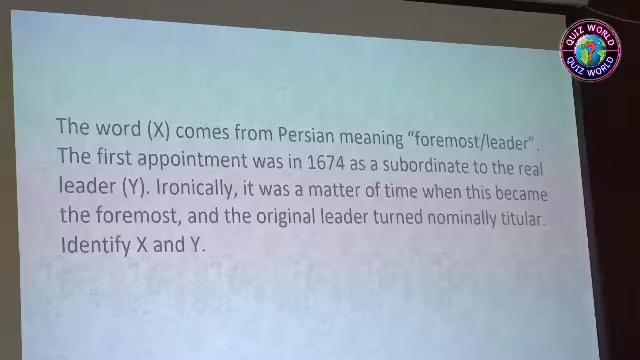 QUIZ WORLD
QUIZ WORLD
The word (X) comes from Persian meaning "foremost/leader".
The first appointment was in 1674 as a subordinate to the real
leader (Y). Ironically, it was a matter of time when this became
the foremost, and the original leader turned nominally titular.
Identify X and Y.